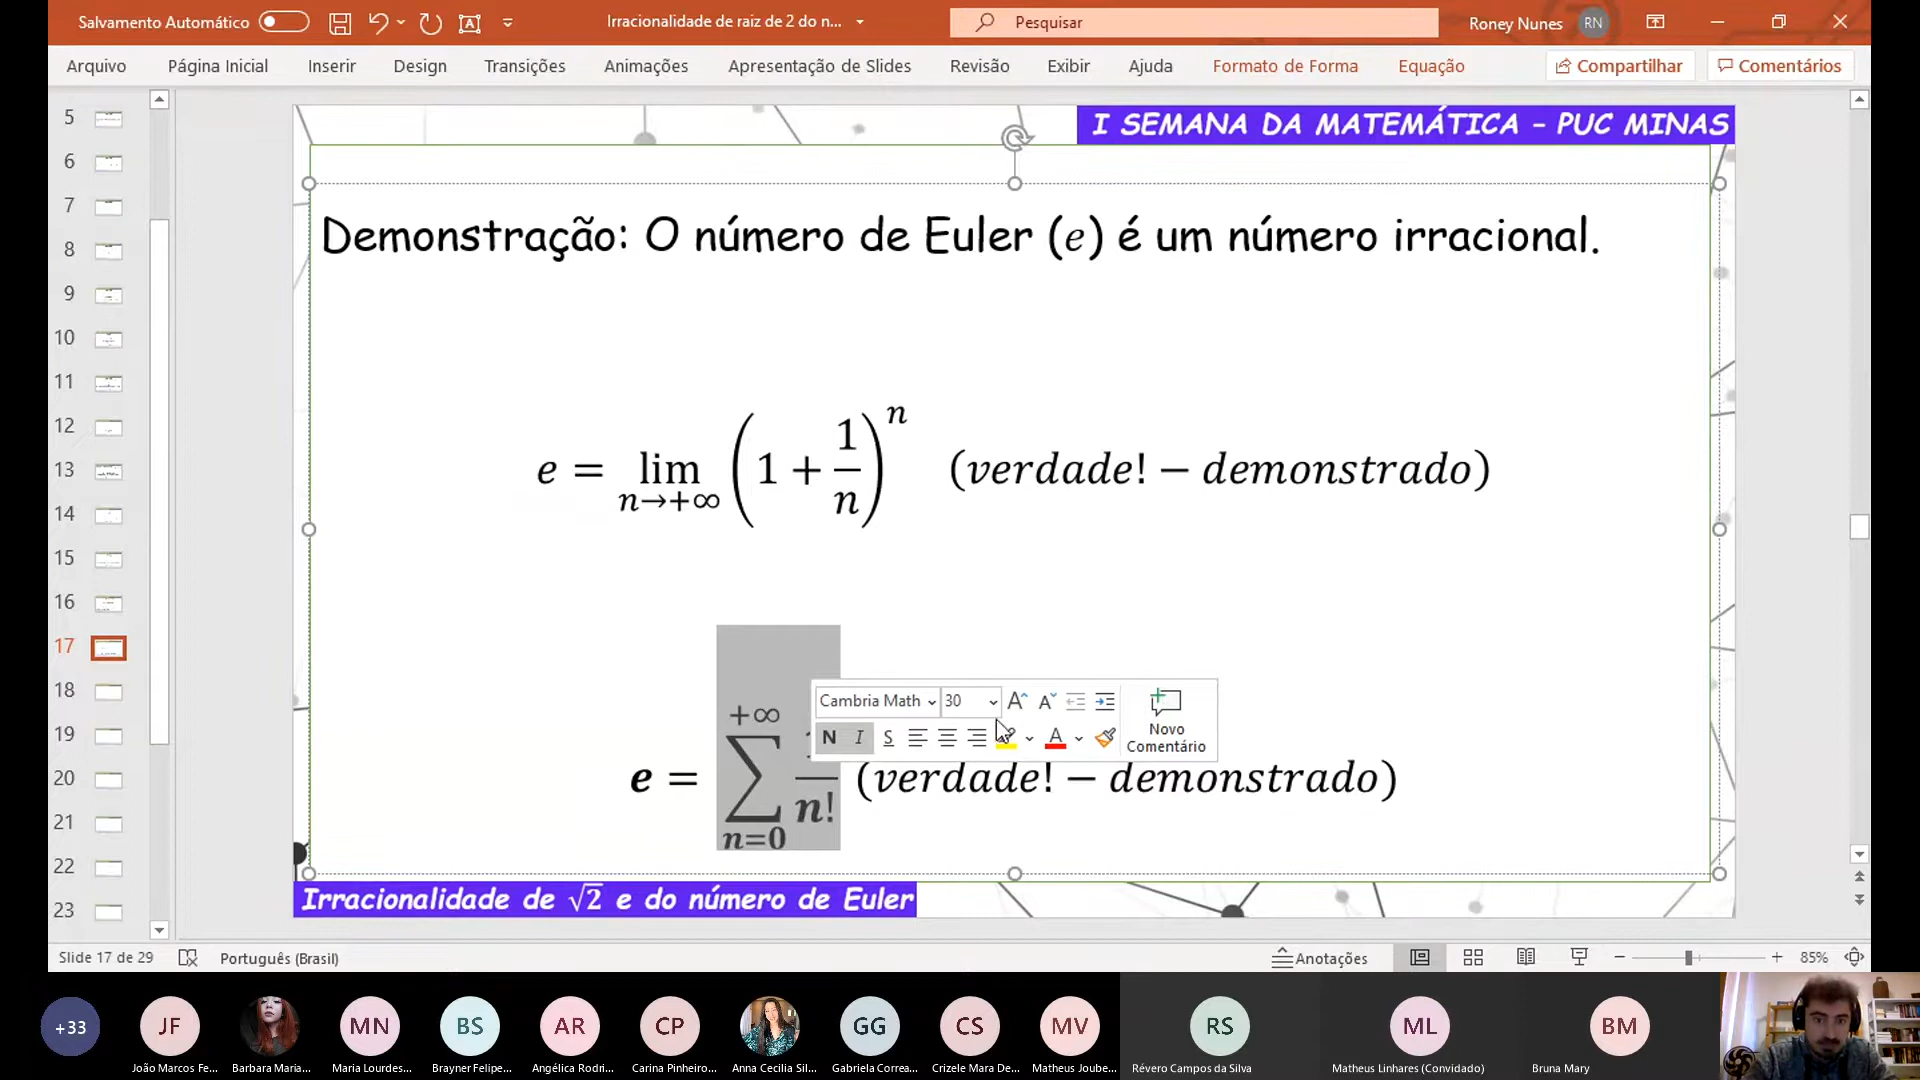 Salvamento Automático
Irracionalidade de raiz de 2 do n...
Pesquisar
Roney Nunes
RN
Arquivo Página Inicial Inserir Design Transições Animações Apresentação de Slides Revisão Exibir Ajuda Formato de Forma Equação Compartilhar Comentários
5
6
7
8
9
10
11
12
13
14
15
16
17
18
19
20
21
22
23
I SEMANA DA MATEMÁTICA – PUC MINAS
Demonstração: O número de Euler (e) é um número irracional.
e = lim n→+∞ (1 + 1/n)^n (verdade! − demonstrado)
Cambria Math 30
N I S A
Novo
Comentário
e = +∞ ∑ n=0 n! (verdade! − demonstrado)
Irracionalidade de √2 e do número de Euler
Slide 17 de 29 Português (Brasil) Anotações 85%
+33 JF MN BS AR CP GG CS MV RS ML BM
João Marcos Fe... Barbara Maria... Maria Lourdes... Brayner Felipe... Angélica Rodri... Carina Pinheiro... Anna Cecilia Sil... Gabriela Correa... Crizele Mara De... Matheus Joube... Révero Campos da Silva Matheus Linhares (Convidado) Bruna Mary